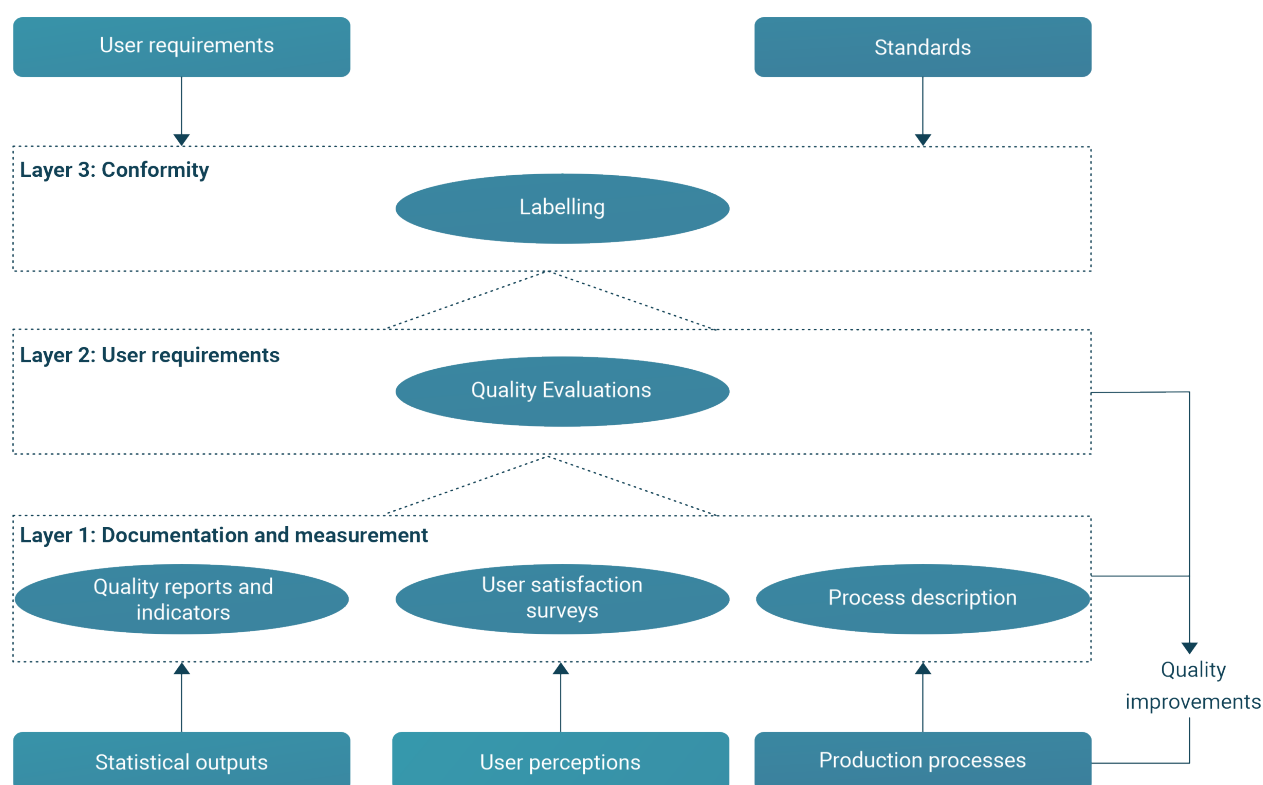 User requirements
Standards
Layer 3: Conformity
Labelling
Layer 2: User requirements
Quality Evaluations
Layer 1: Documentation and measurement
Quality reports and
indicators
User satisfaction
surveys
Process description
Quality
improvements
Statistical outputs
User perceptions
Production processes